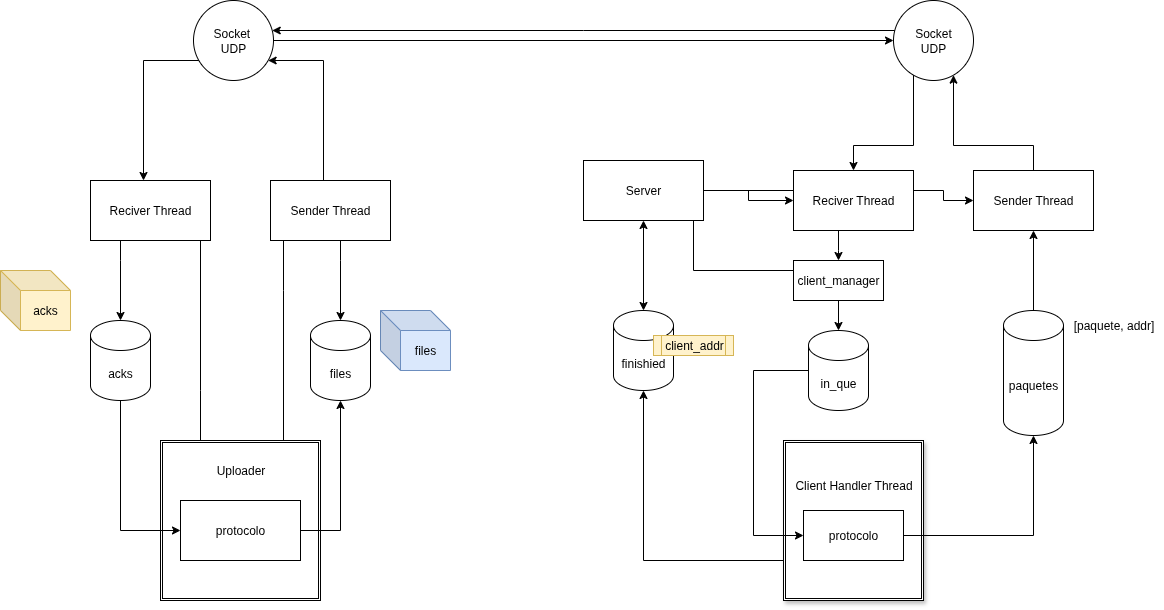 Socket
UDP
Socket
UDP
Reciver Thread
Sender Thread
Server
Reciver Thread
Sender Thread
client_manager
acks
[paquete, addr]
client_addr
files
finishied
acks
files
in_que
paquetes
Uploader
Client Handler Thread
protocolo
protocolo